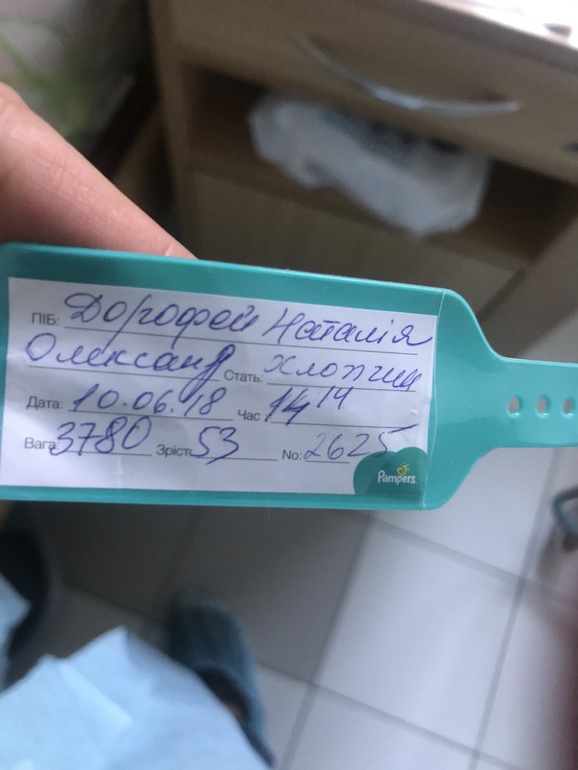 ПІБ: Дорофей Наталія
Олександ Стать: Хлопчик
Дата: 10.06.18 Час 14 14
Вага 3780 Зріст: 53 No: 2625
Pampers